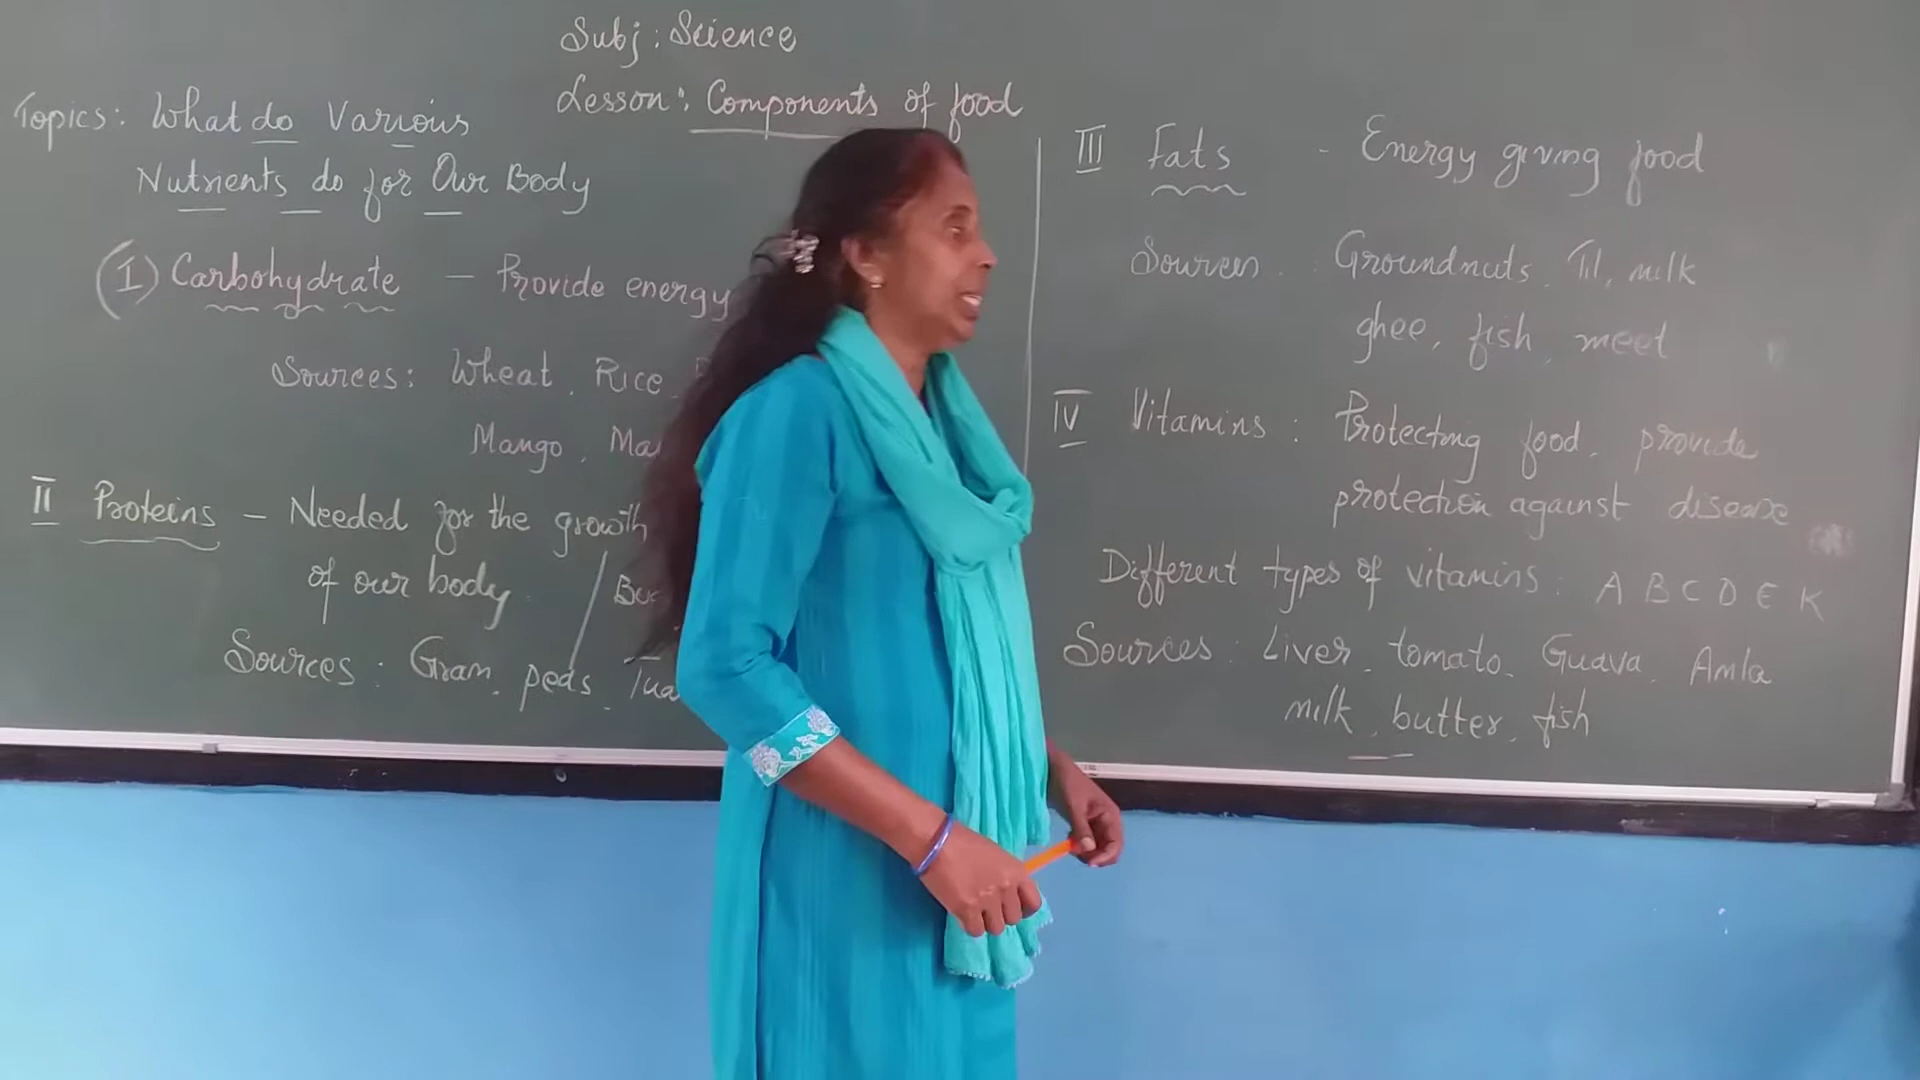 Subj: Science
Lesson: Components of food
Topics: What do Various
Nutrients do for Our Body
(I) Carbohydrate - Provide energy
Sources: Wheat, Rice,
Mango,
II Proteins - Needed for the growth
of our body.
Sources: Gram, peds,
III Fats - Energy giving food
Sources: Groundnuts, Til, milk
ghee, fish, meet
IV Vitamins: Protecting food, provide
protection against disease
Different types of vitamins: A B C D E K
Sources: Liver, tomato, Guava, Amla
milk, butter, fish